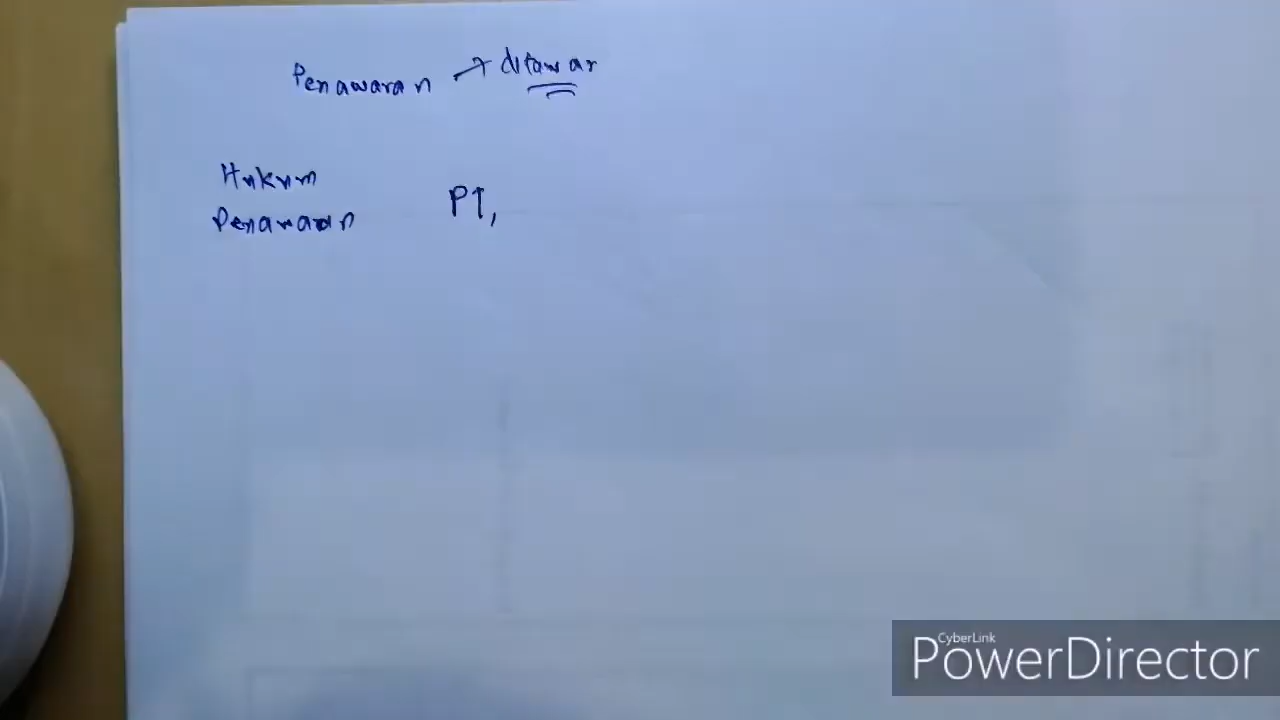 Penawaran → ditawar
Hukum
Penawaran
P↑,
CyberLink
PowerDirector